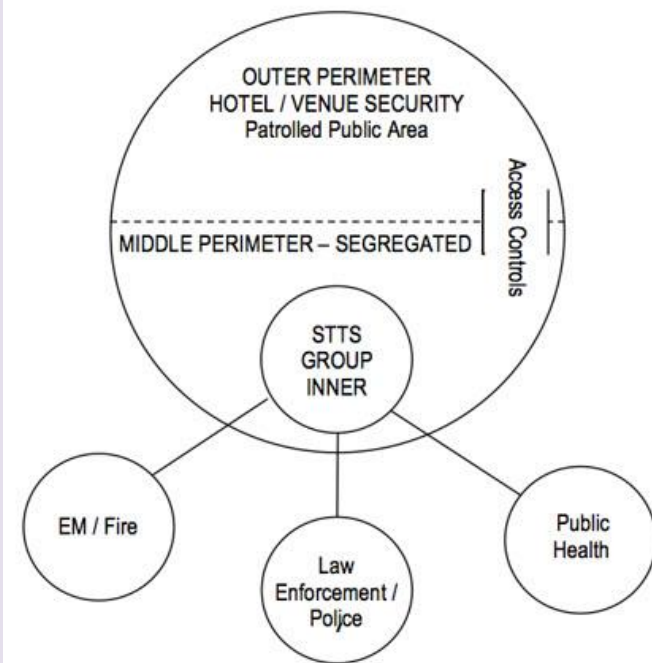 OUTER PERIMETER
HOTEL / VENUE SECURITY
Patrolled Public Area
Access Controls
MIDDLE PERIMETER – SEGREGATED
STTS
GROUP
INNER
EM / Fire
Law
Enforcement /
Police
Public
Health